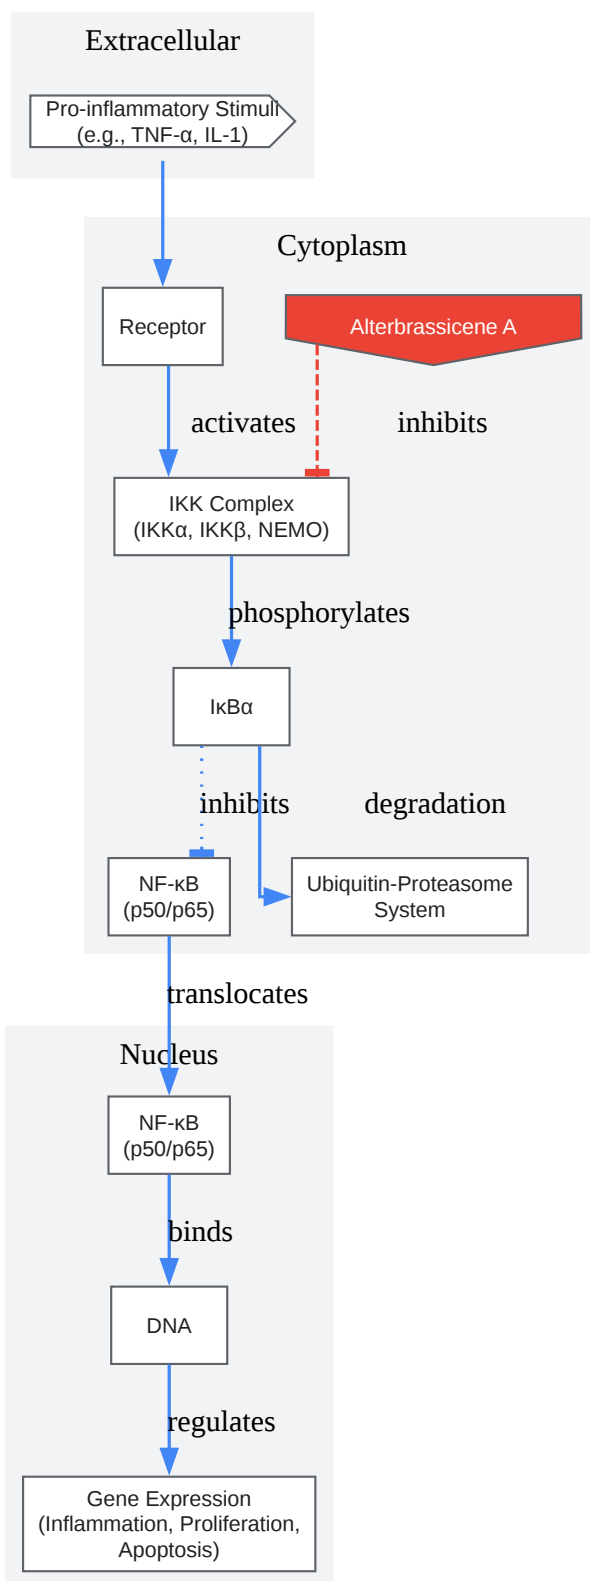 Extracellular
Pro-inflammatory Stimuli
(e.g., TNF-α, IL-1)
Cytoplasm
Receptor
Alterbrassicene A
activates
inhibits
IKK Complex
(IKKα, IKKβ, NEMO)
phosphorylates
IκBα
inhibits
degradation
NF-κB
(p50/p65)
Ubiquitin-Proteasome
System
translocates
Nucleus
NF-κB
(p50/p65)
binds
DNA
regulates
Gene Expression
(Inflammation, Proliferation,
Apoptosis)